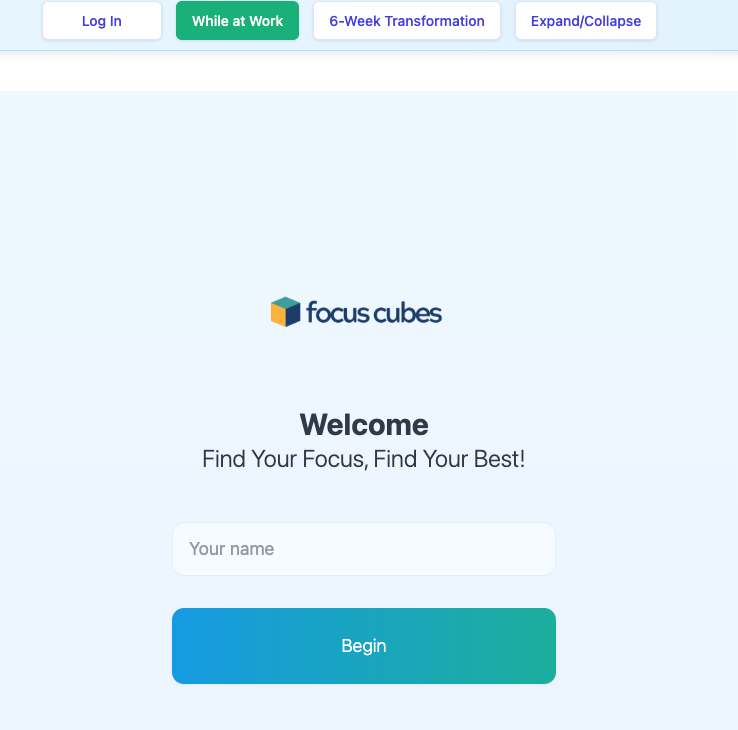 Log In
While at Work
6-Week Transformation
Expand/Collapse
focus cubes
Welcome
Find Your Focus, Find Your Best!
Your name
Begin